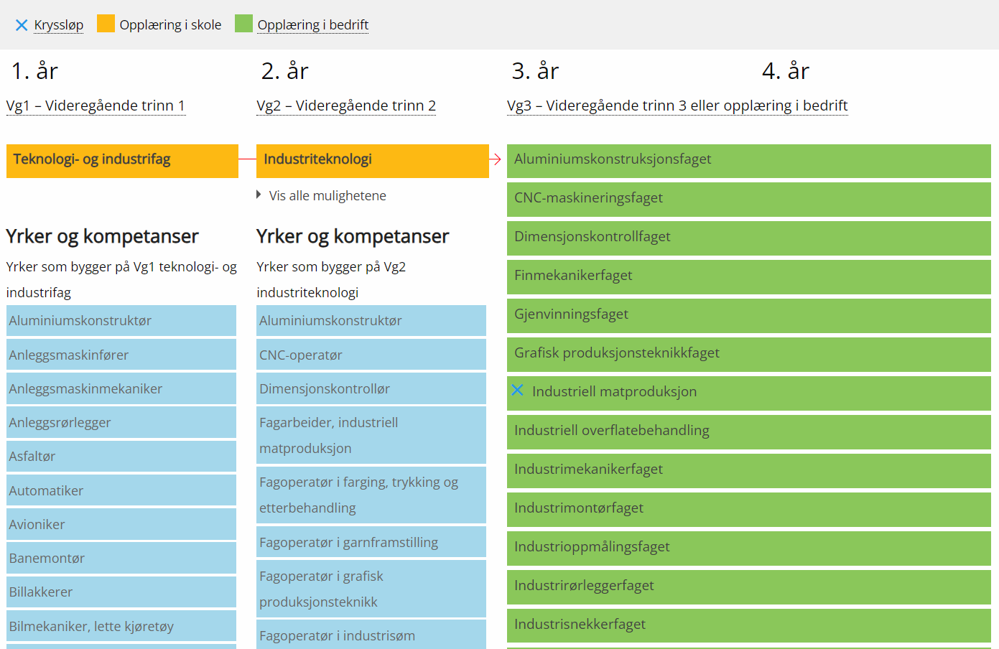 Kryssløp Opplæring i skole Opplæring i bedrift
1. år 2. år 3. år 4. år
Vg1 – Videregående trinn 1 Vg2 – Videregående trinn 2 Vg3 – Videregående trinn 3 eller opplæring i bedrift
Teknologi- og industrifag
Yrker og kompetanser
Yrker som bygger på Vg1 teknologi- og
industrifag
Aluminiumskonstruktør
Anleggsmaskinfører
Anleggsmaskinmekaniker
Anleggsrørlegger
Asfaltør
Automatiker
Avioniker
Banemontør
Billakkerer
Bilmekaniker, lette kjøretøy
Industriteknologi
Vis alle mulighetene
Yrker og kompetanser
Yrker som bygger på Vg2
industriteknologi
Aluminiumskonstruktør
CNC-operatør
Dimensjonskontrollør
Fagarbeider, industriell
matproduksjon
Fagoperatør i farging, trykking og
etterbehandling
Fagoperatør i garnframstilling
Fagoperatør i grafisk
produksjonsteknikk
Fagoperatør i industrisøm
Aluminiumskonstruksjonsfaget
CNC-maskineringsfaget
Dimensjonskontrollfaget
Finmekanikerfaget
Gjenvinningsfaget
Grafisk produksjonsteknikkfaget
Industriell matproduksjon
Industriell overflatebehandling
Industrimekanikerfaget
Industrimontørfaget
Industrioppmålingsfaget
Industrirørleggerfaget
Industrisnekkerfaget